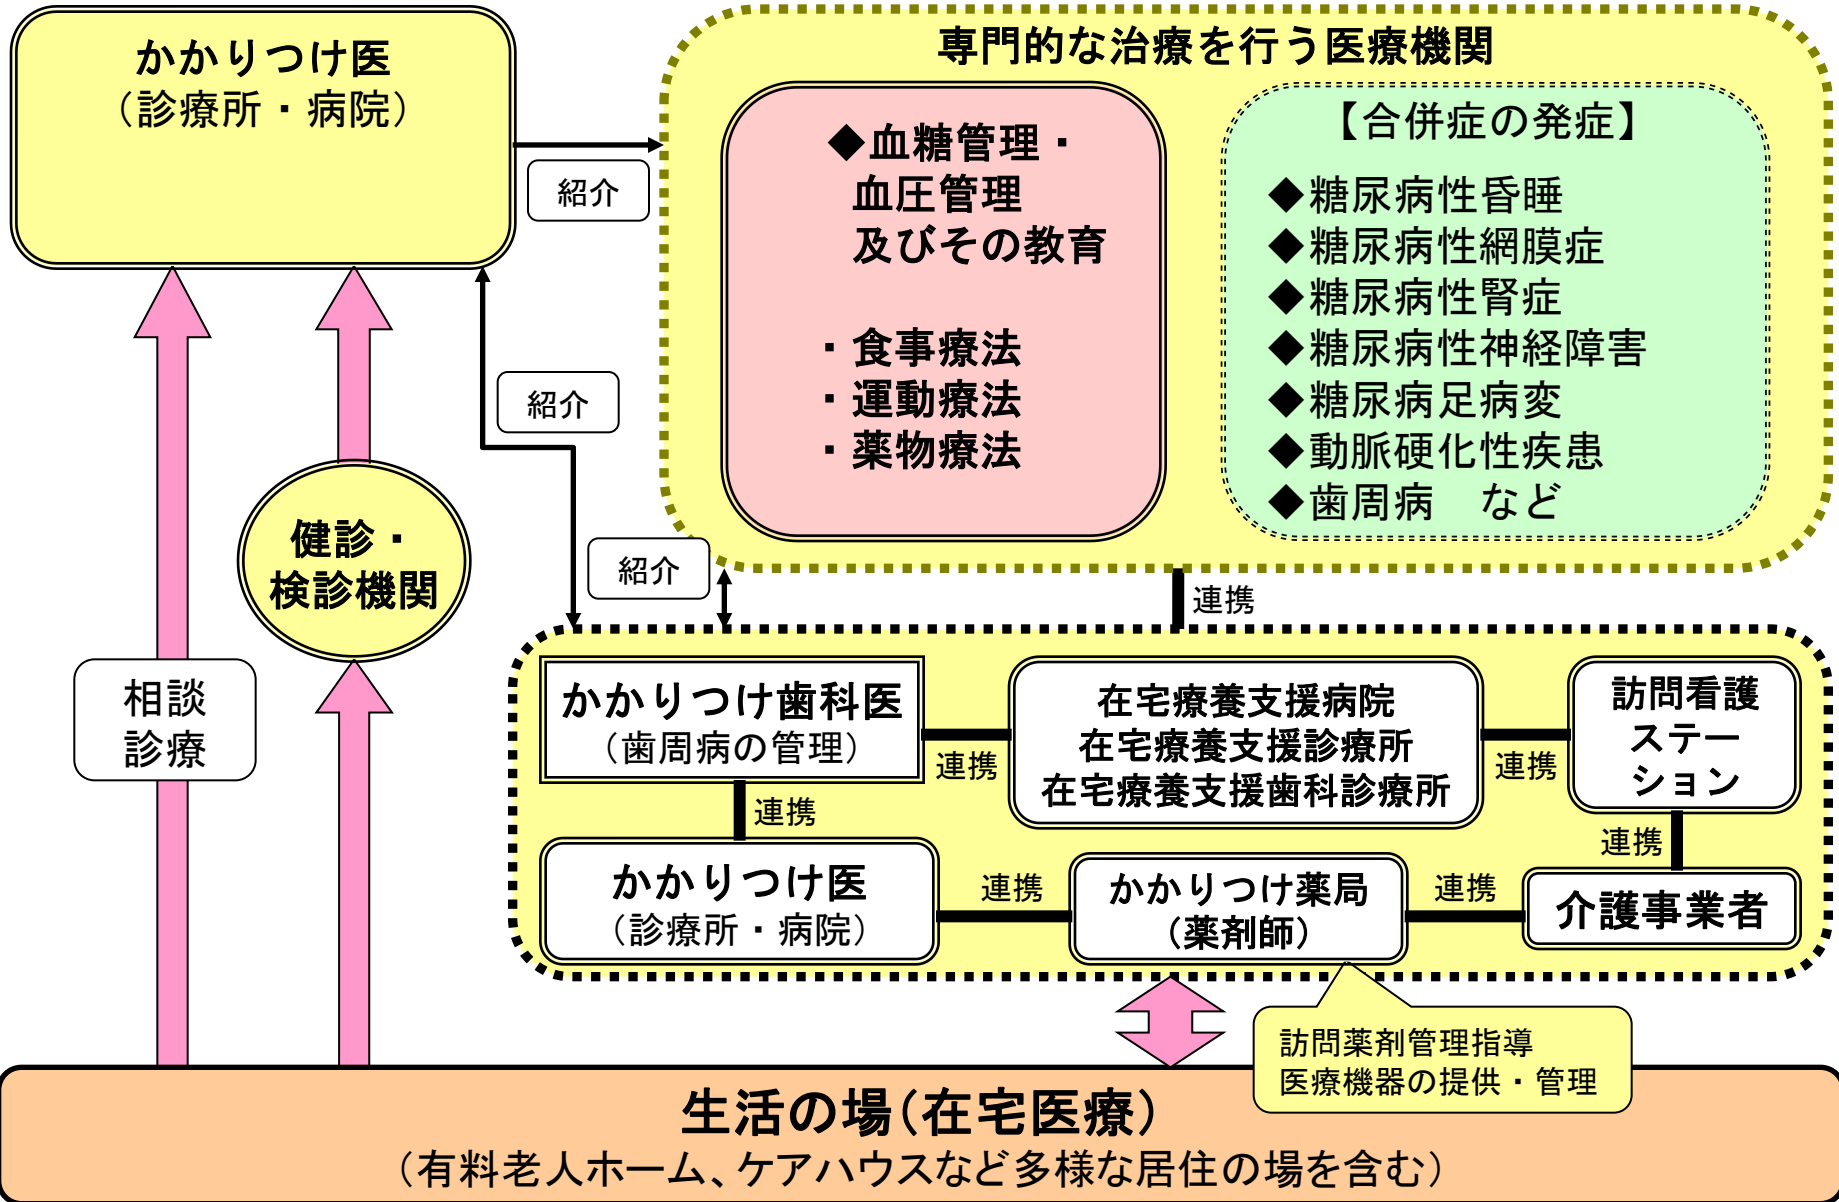 かかりつけ医
（診療所・病院）
専門的な治療を行う医療機関
◆血糖管理・
血圧管理
及びその教育
・食事療法
・運動療法
・薬物療法
【合併症の発症】
◆糖尿病性昏睡
◆糖尿病性網膜症
◆糖尿病性腎症
◆糖尿病性神経障害
◆糖尿病足病変
◆動脈硬化性疾患
◆歯周病　など
紹介
紹介
紹介
連携
健診・
検診機関
相談
診療
かかりつけ歯科医
（歯周病の管理）
連携
在宅療養支援病院
在宅療養支援診療所
在宅療養支援歯科診療所
連携
訪問看護
ステー
ション
連携
連携
かかりつけ医
（診療所・病院）
連携
かかりつけ薬局
（薬剤師）
連携
介護事業者
訪問薬剤管理指導
医療機器の提供・管理
生活の場（在宅医療）
（有料老人ホーム、ケアハウスなど多様な居住の場を含む）